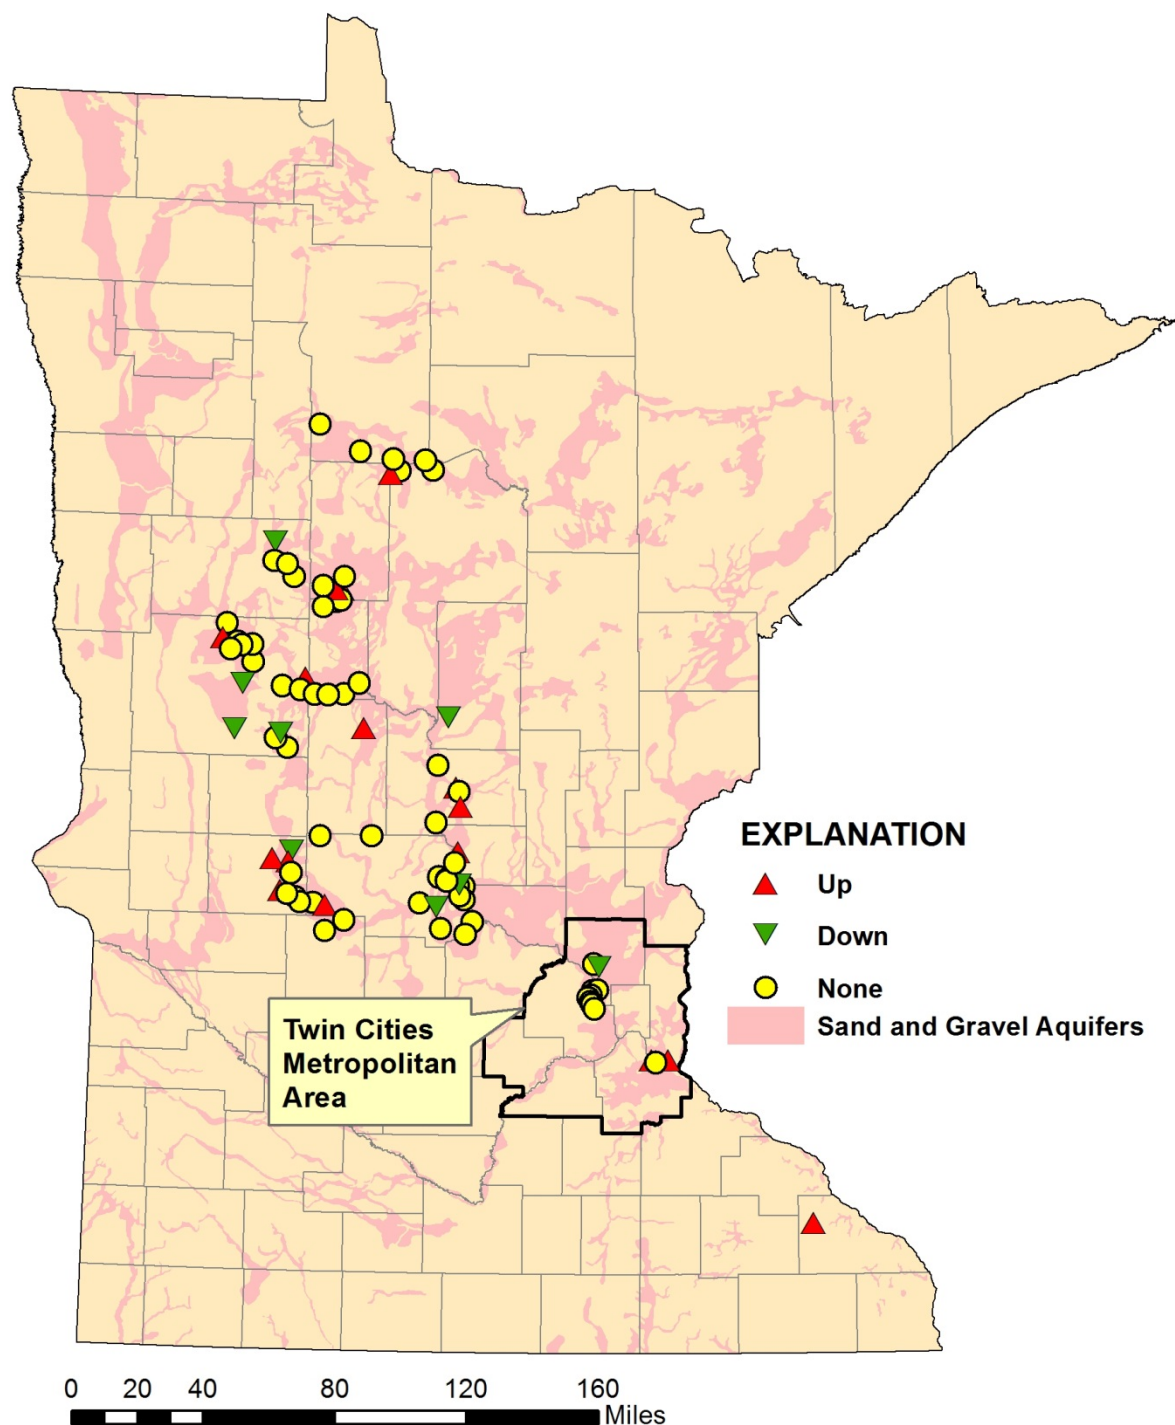 EXPLANATION
Up
Down
None
Sand and Gravel Aquifers
Twin Cities
Metropolitan
Area
0 20 40 80 120 160
Miles